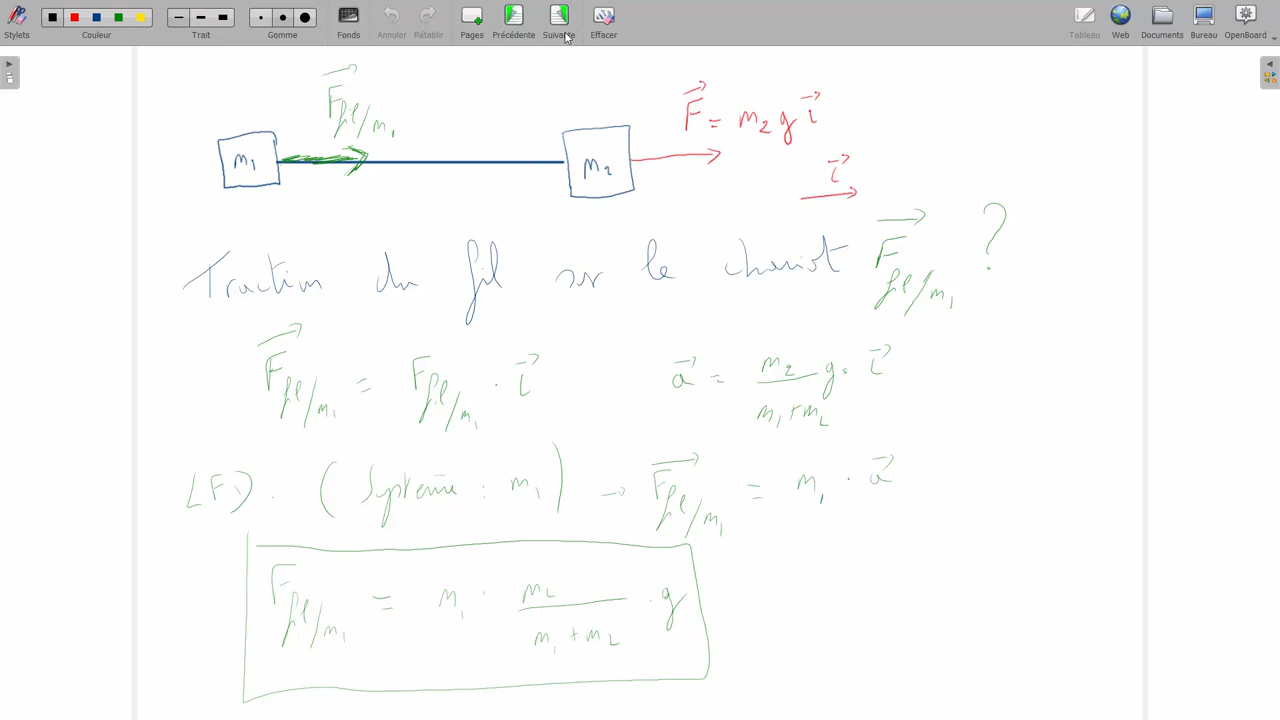 Stylets Couleur Trait Gomme Fonds Annuler Rétablir Pages Précédente Suivante Effacer Tableau Web Documents Bureau OpenBoard
F fil/m₁
F = m₂ g i
m₁ m₂
i
Traction du fil sur le chariot F fil/m₁ ?
F fil/m₁ = F fil/m₁ · i a = m₂/(m₁+m₂) g · i
LFD. (Système : m₁) → F fil/m₁ = m₁ · a
F fil/m₁ = m₁ · m₂/(m₁+m₂) · g